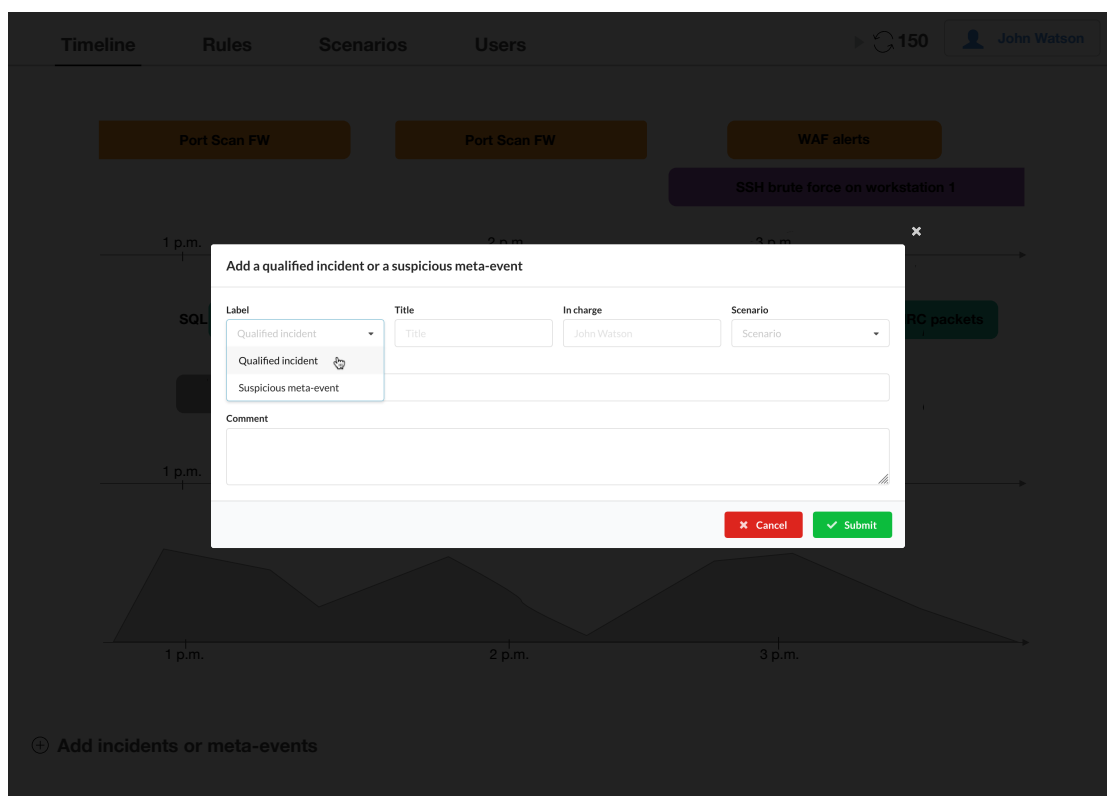 Timeline Rules Scenarios Users 150 John Watson
Port Scan FW Port Scan FW WAF alerts
SSH brute force on workstation 1
1 p.m. 2 p.m. 3 p.m.
Add a qualified incident or a suspicious meta-event
Label Title In charge Scenario
Qualified incident Title John Watson Scenario
SQL RC packets
Qualified incident
Suspicious meta-event
Comment
1 p.m.
Cancel Submit
1 p.m. 2 p.m. 3 p.m.
Add incidents or meta-events